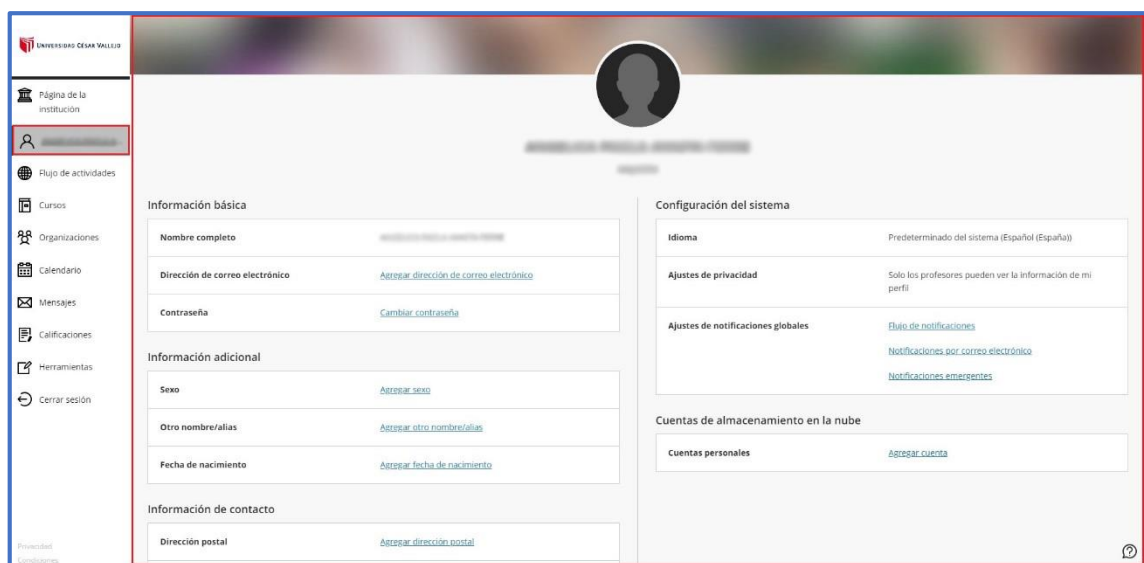 UNIVERSIDAD CÉSAR VALLEJO
Página de la
institución
Flujo de actividades
Cursos
Organizaciones
Calendario
Mensajes
Calificaciones
Herramientas
Cerrar sesión
Privacidad
Condiciones
Información básica
Nombre completo
Dirección de correo electrónico Agregar dirección de correo electrónico
Contraseña Cambiar contraseña
Información adicional
Sexo Agregar sexo
Otro nombre/alias Agregar otro nombre/alias
Fecha de nacimiento Agregar fecha de nacimiento
Información de contacto
Dirección postal Agregar dirección postal
Configuración del sistema
Idioma Predeterminado del sistema (Español (España))
Ajustes de privacidad Solo los profesores pueden ver la información de mi
perfil
Ajustes de notificaciones globales Flujo de notificaciones
Notificaciones por correo electrónico
Notificaciones emergentes
Cuentas de almacenamiento en la nube
Cuentas personales Agregar cuenta